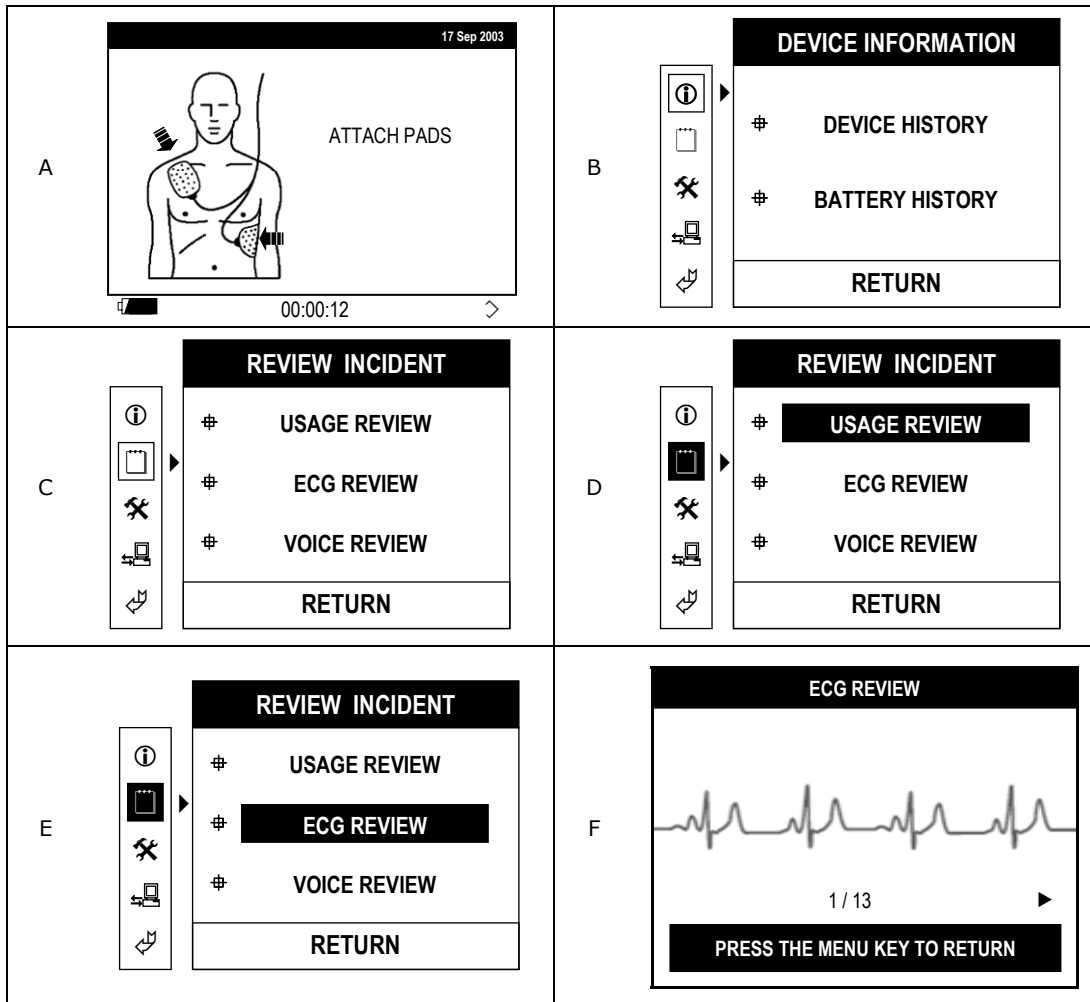 A
17 Sep 2003
ATTACH PADS
00:00:12
B
DEVICE INFORMATION
DEVICE HISTORY
BATTERY HISTORY
RETURN
C
REVIEW INCIDENT
USAGE REVIEW
ECG REVIEW
VOICE REVIEW
RETURN
D
REVIEW INCIDENT
USAGE REVIEW
ECG REVIEW
VOICE REVIEW
RETURN
E
REVIEW INCIDENT
USAGE REVIEW
ECG REVIEW
VOICE REVIEW
RETURN
F
ECG REVIEW
1 / 13
PRESS THE MENU KEY TO RETURN